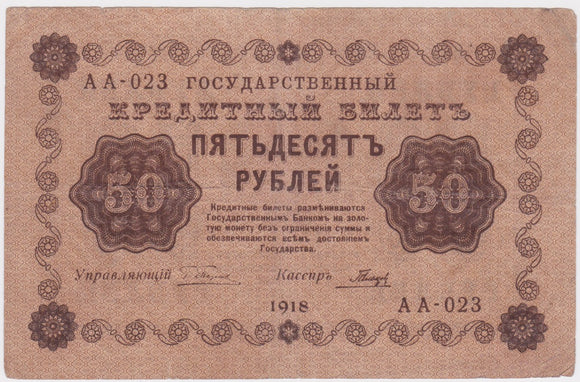 АА-023 ГОСУДАРСТВЕННЫЙ
КРЕДИТНЫЙ БИЛЕТЪ
ПЯТЬДЕСЯТЪ
РУБЛЕЙ
50 50
Кредитные билеты размѣниваются
Государственнымъ Банкомъ на золо-
тую монету безъ ограниченія суммы и
обезпечиваются всѣмъ достояніемъ
Государства.
Управляющій Кассиръ
1918 АА-023